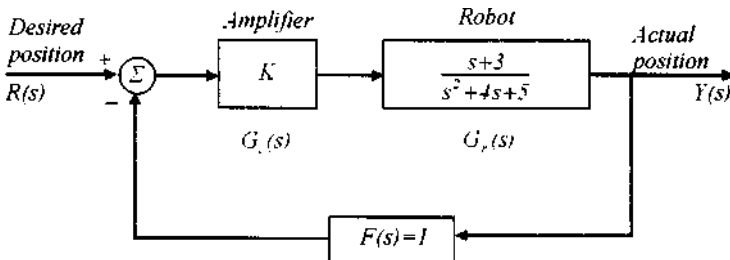 Amplifier
Robot
Desired
position
R(s)
+
Σ
−
K
s+3
s²+4s+5
Actual
position
Y(s)
G_c(s)
G_p(s)
F(s)=1